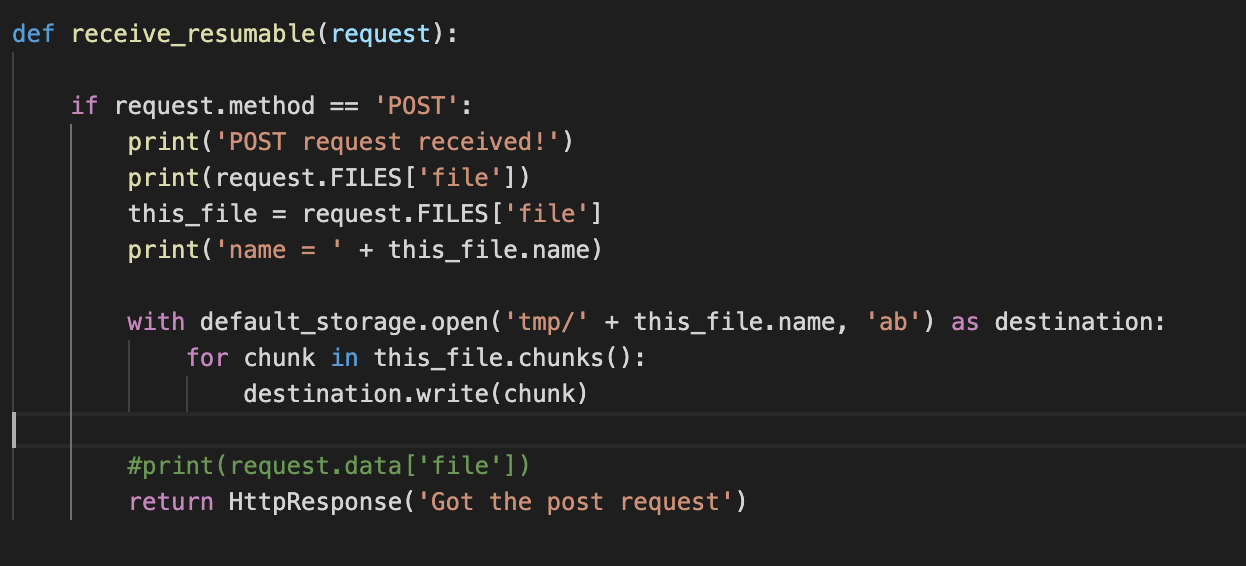 def receive_resumable(request):
    if request.method == 'POST':
        print('POST request received!')
        print(request.FILES['file'])
        this_file = request.FILES['file']
        print('name = ' + this_file.name)
        with default_storage.open('tmp/' + this_file.name, 'ab') as destination:
            for chunk in this_file.chunks():
                destination.write(chunk)
        #print(request.data['file'])
        return HttpResponse('Got the post request')